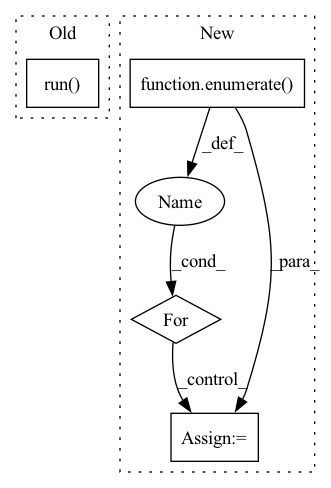 Old
run()
New
function.enumerate()
_def_
Name
_cond_
_para_
For
_control_
Assign:=